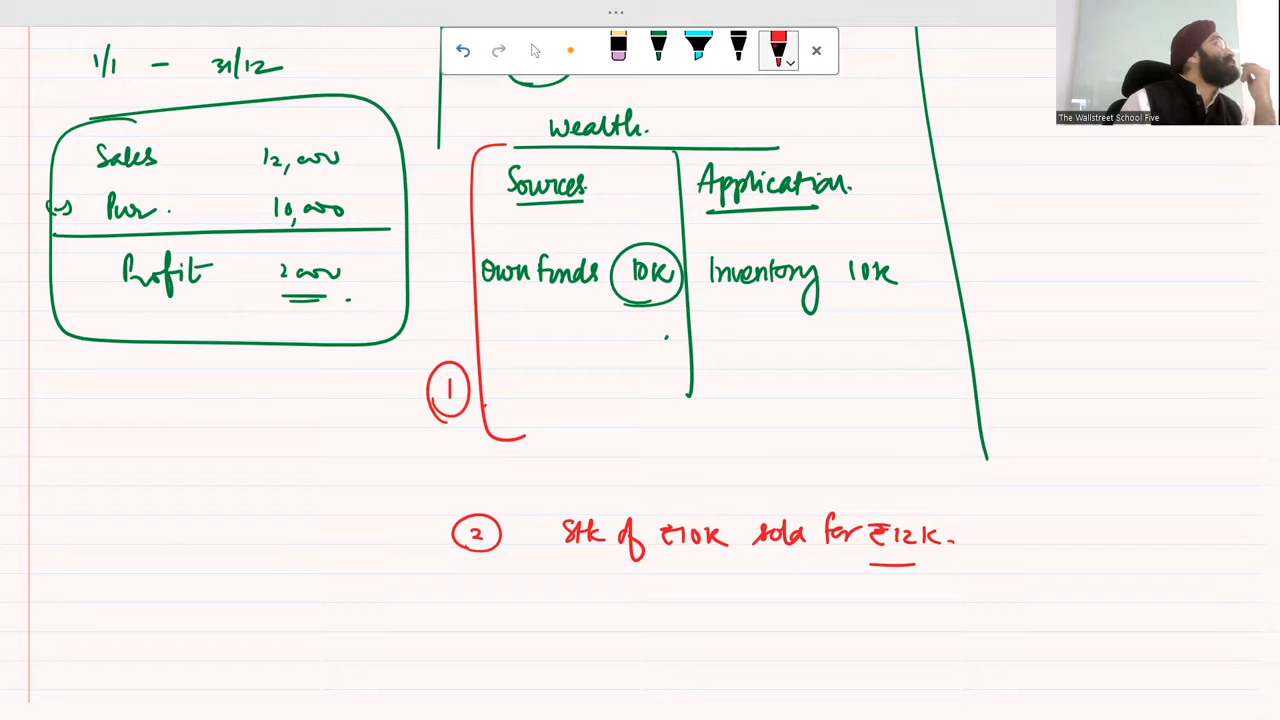 1/1 - 31/12
Sales 12,000
(-) Pur. 10,000
Profit 2000
Wealth.
Sources Application.
Own funds 10K Inventory 10K
1
2 Stk of ₹10K sold for ₹12K.
The Wallstreet School Five